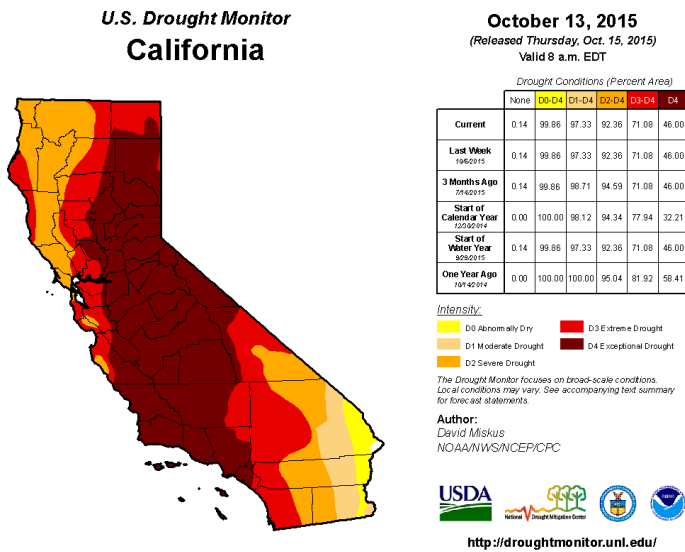 U.S. Drought Monitor
California
October 13, 2015
(Released Thursday, Oct. 15, 2015)
Valid 8 a.m. EDT
Drought Conditions (Percent Area)
None D0-D4 D1-D4 D2-D4 D3-D4 D4
Current 0.14 99.86 97.33 92.36 71.08 46.00
Last Week 0.14 99.86 97.33 92.36 71.08 46.00
10/6/2015
3 Months Ago 0.14 99.86 98.71 94.59 71.08 46.00
7/14/2015
Start of
Calendar Year 0.00 100.00 98.12 94.34 77.94 32.21
12/30/2014
Start of
Water Year 0.14 99.86 97.33 92.36 71.08 46.00
9/29/2015
One Year Ago 0.00 100.00 100.00 95.04 81.92 58.41
10/14/2014
Intensity:
D0 Abnormally Dry
D1 Moderate Drought
D2 Severe Drought
D3 Extreme Drought
D4 Exceptional Drought
The Drought Monitor focuses on broad-scale conditions.
Local conditions may vary. See accompanying text summary
for forecast statements.
Author:
David Miskus
NOAA/NWS/NCEP/CPC
USDA
National Drought Mitigation Center
http://droughtmonitor.unl.edu/